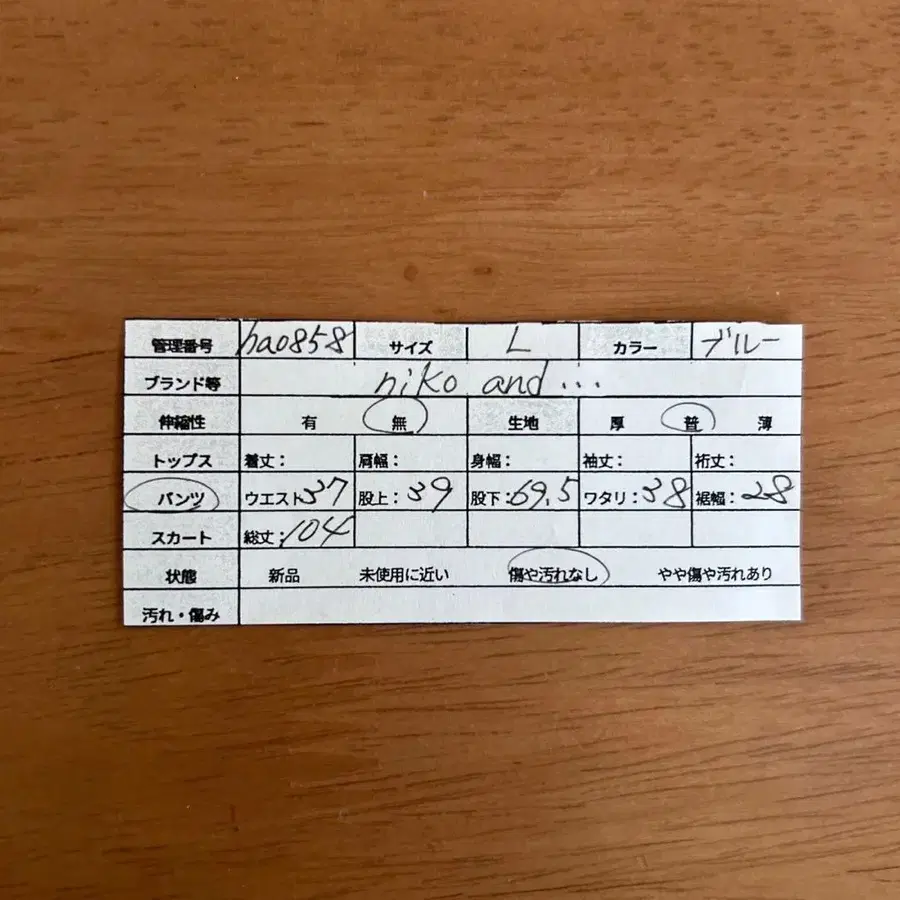 管理番号 ha0858 サイズ L カラー ブルー
ブランド等 niko and...
伸縮性 有 無 生地 厚 普 薄
トップス 着丈: 肩幅: 身幅: 袖丈: 裄丈:
パンツ ウエスト37 股上:39 股下:69.5 ワタリ:38 裾幅:28
スカート 総丈:104
状態 新品 未使用に近い 傷や汚れなし やや傷や汚れあり
汚れ・傷み